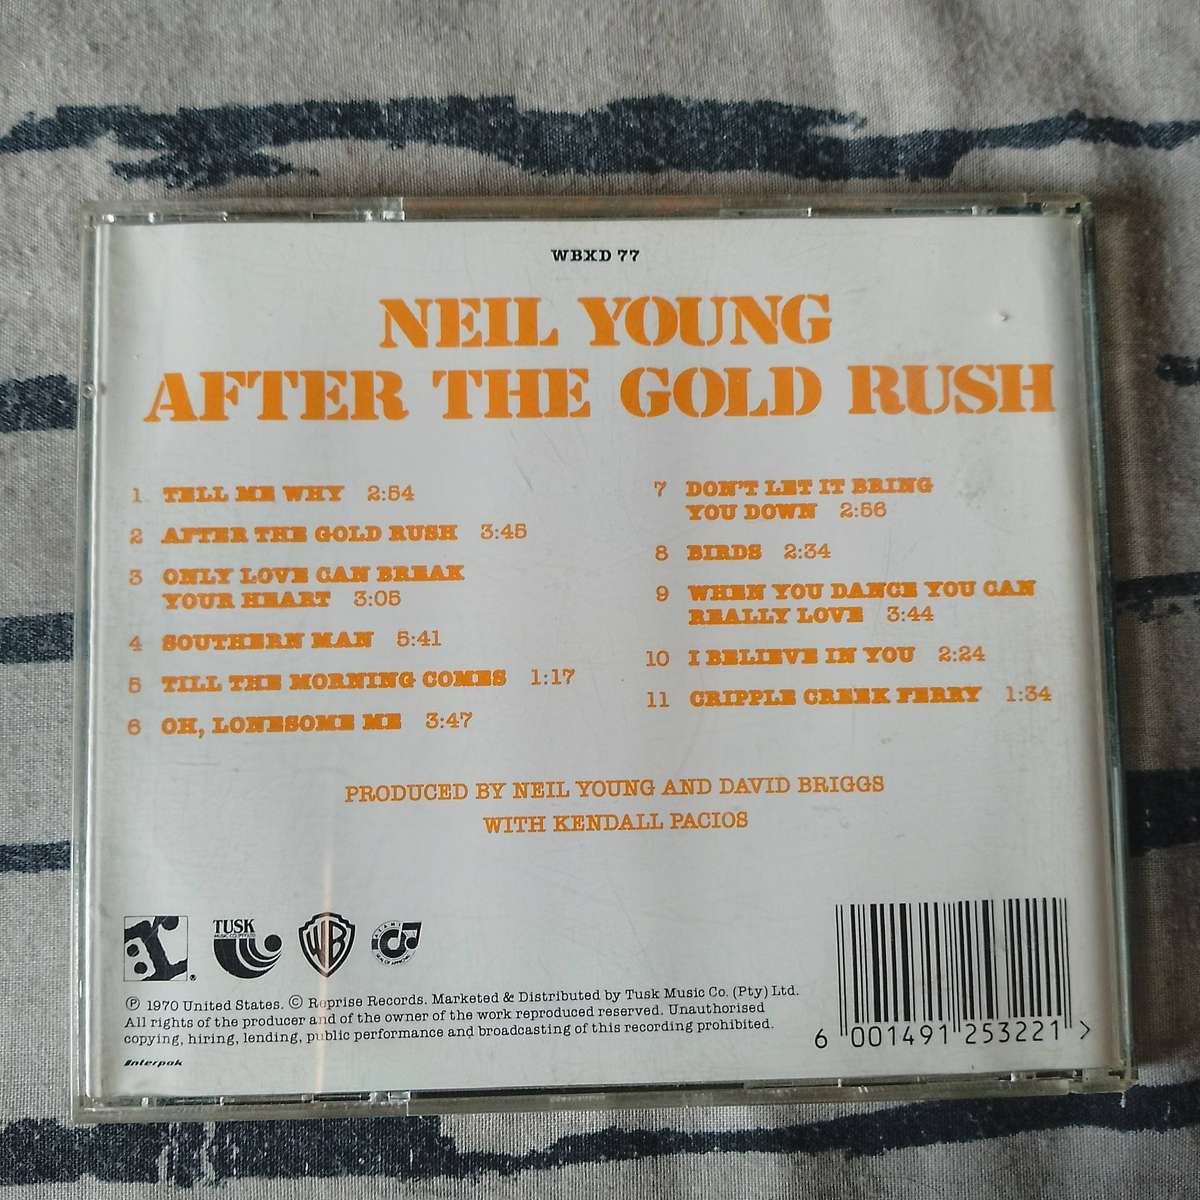 WBXD 77
NEIL YOUNG
AFTER THE GOLD RUSH
1 TELL ME WHY 2:54
2 AFTER THE GOLD RUSH 3:45
3 ONLY LOVE CAN BREAK
YOUR HEART 3:05
4 SOUTHERN MAN 5:41
5 TILL THE MORNING COMES 1:17
6 OH, LONESOME ME 3:47
7 DON'T LET IT BRING
YOU DOWN 2:56
8 BIRDS 2:34
9 WHEN YOU DANCE YOU CAN
REALLY LOVE 3:44
10 I BELIEVE IN YOU 2:24
11 CRIPPLE CREEK FERRY 1:34
PRODUCED BY NEIL YOUNG AND DAVID BRIGGS
WITH KENDALL PACIOS
TUSK
WB
℗ 1970 United States. © Reprise Records. Marketed & Distributed by Tusk Music Co. (Pty) Ltd.
All rights of the producer and of the owner of the work reproduced reserved. Unauthorised
copying, hiring, lending, public performance and broadcasting of this recording prohibited.
Interpak
6 001491 253221 >